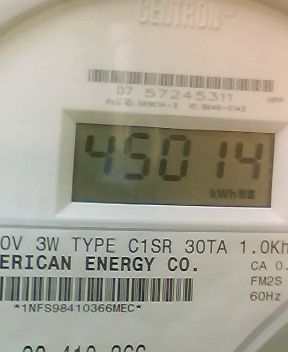 CENTRON
07 57245311
45014
kWh
0V 3W TYPE C1SR 30TA 1.0Kh
ERICAN ENERGY CO.
CA 0.
FM2S
60Hz
*1NFS98410366MEC*